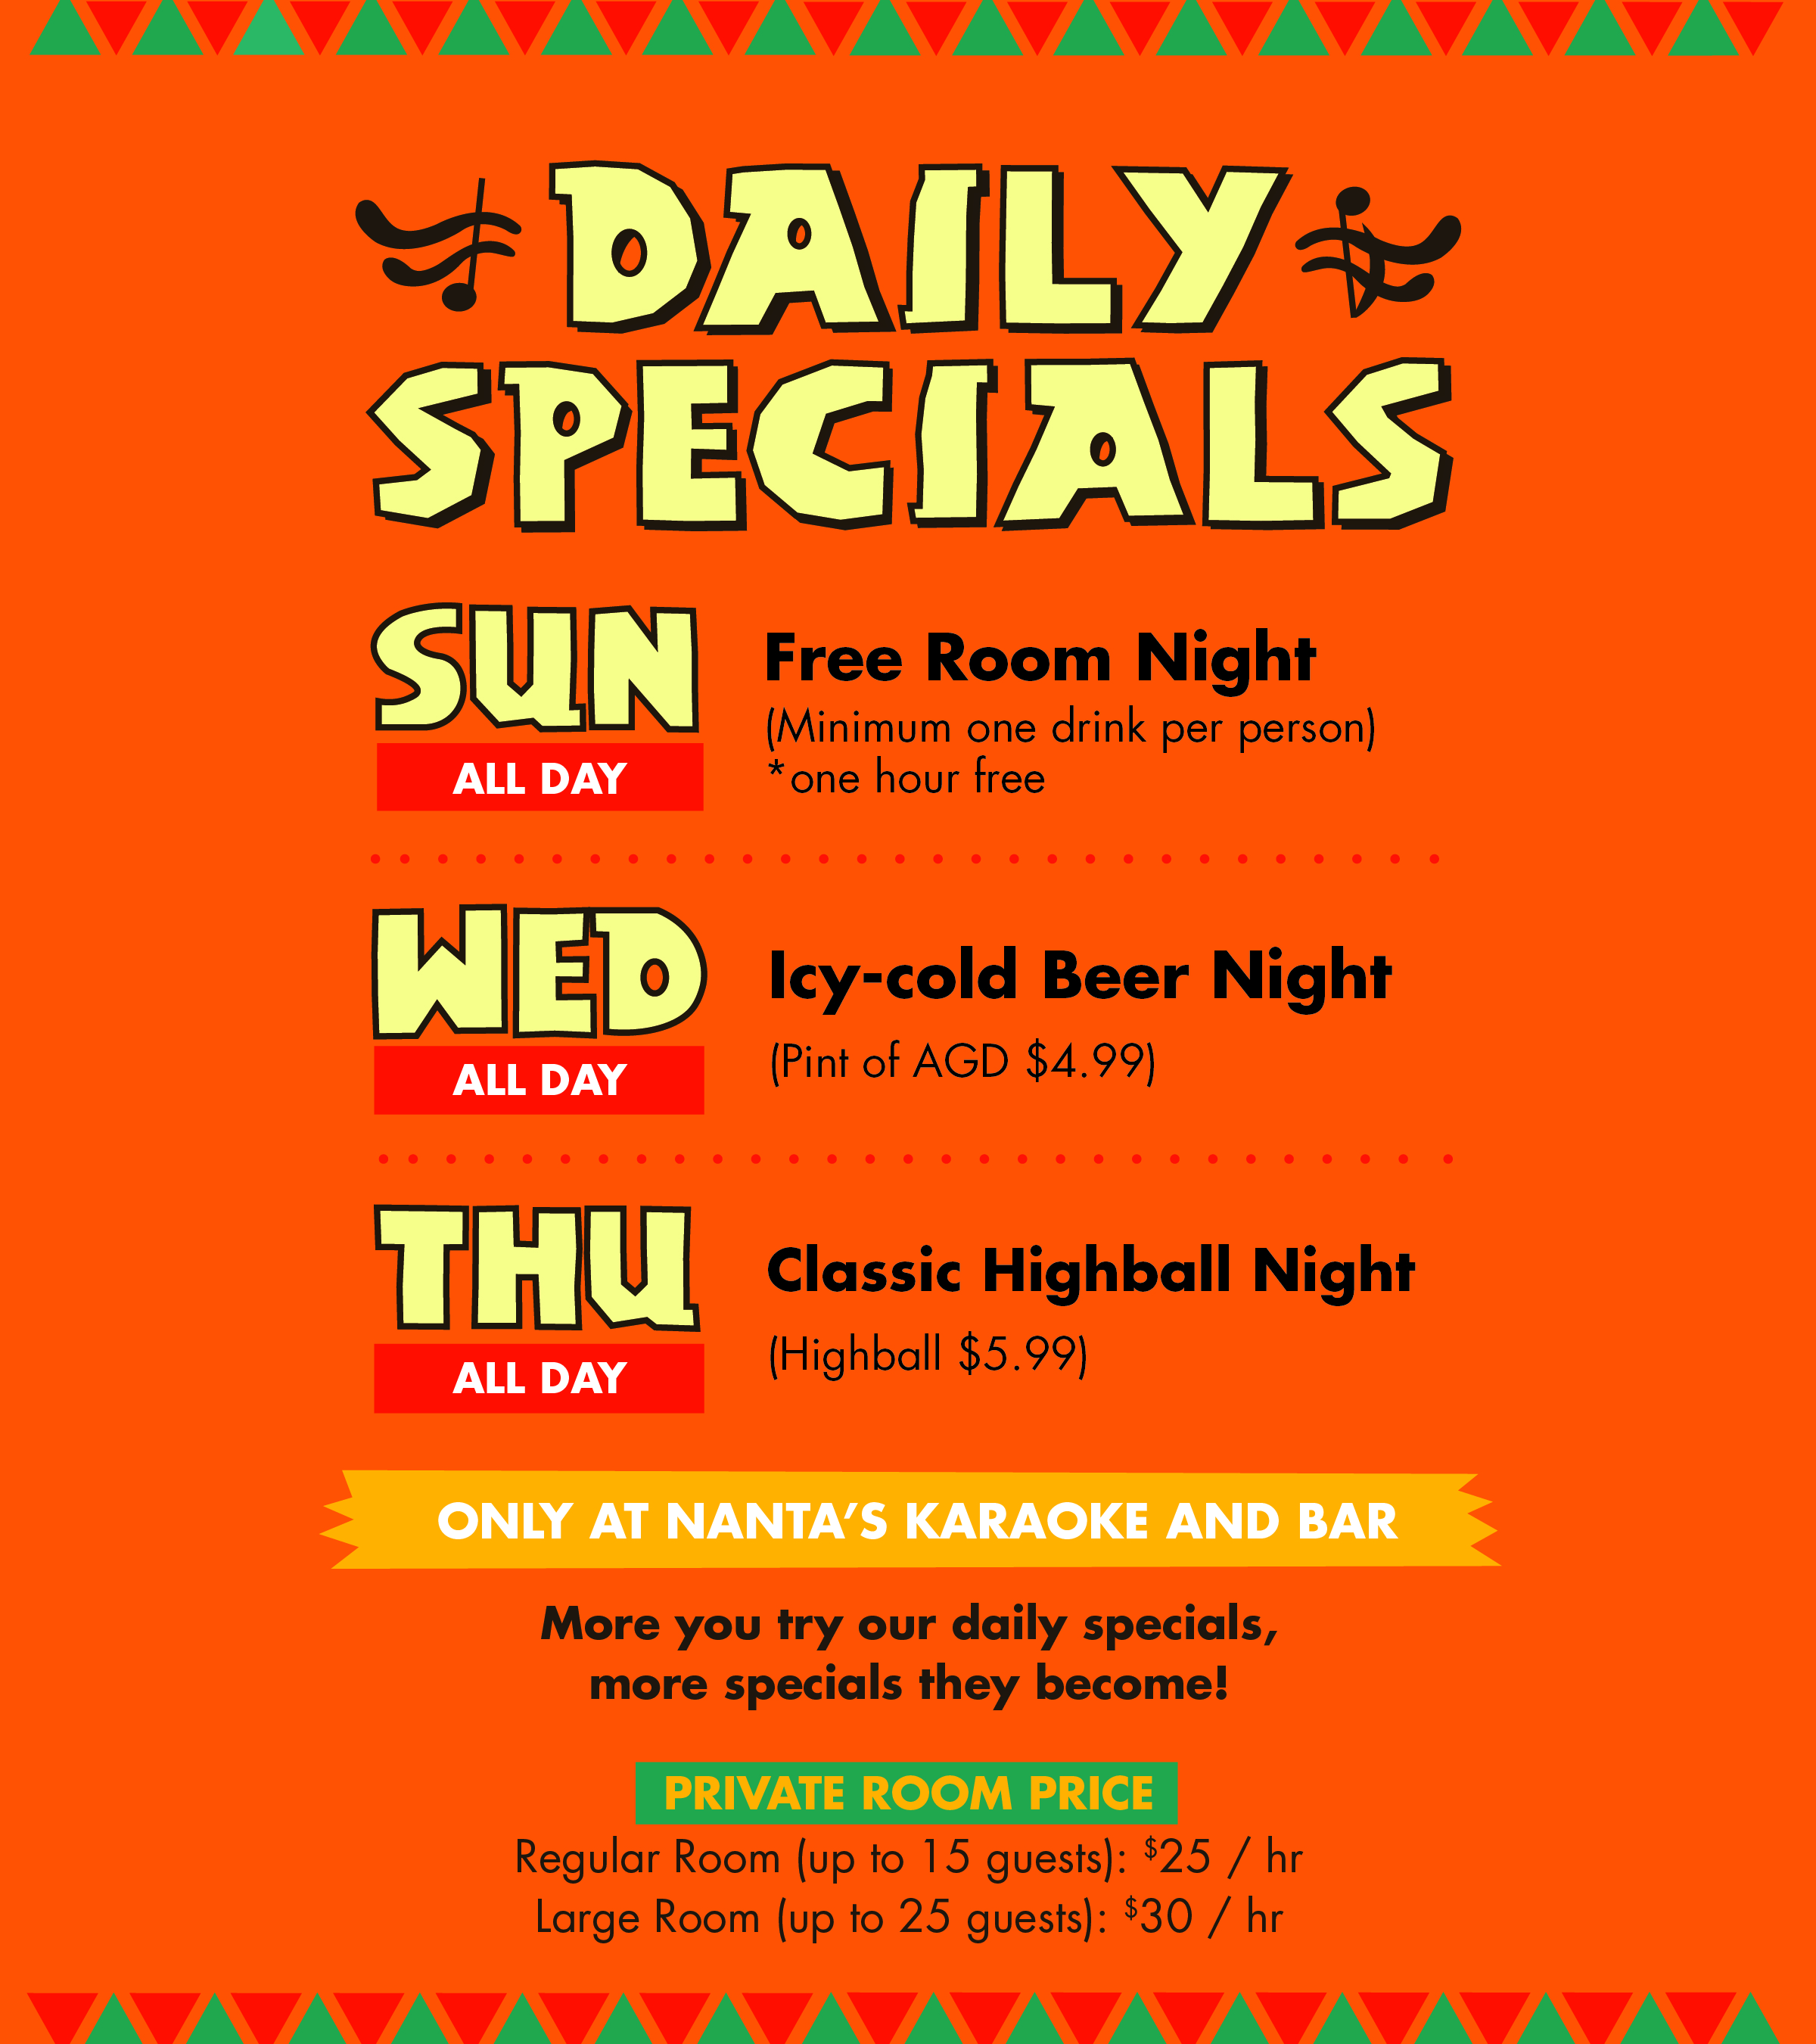 DAILY
SPECIALS
SUN
ALL DAY
Free Room Night
(Minimum one drink per person)
*one hour free
WED
ALL DAY
Icy-cold Beer Night
(Pint of AGD $4.99)
THU
ALL DAY
Classic Highball Night
(Highball $5.99)
ONLY AT NANTA’S KARAOKE AND BAR
More you try our daily specials,
more specials they become!
PRIVATE ROOM PRICE
Regular Room (up to 15 guests): $25 / hr
Large Room (up to 25 guests): $30 / hr